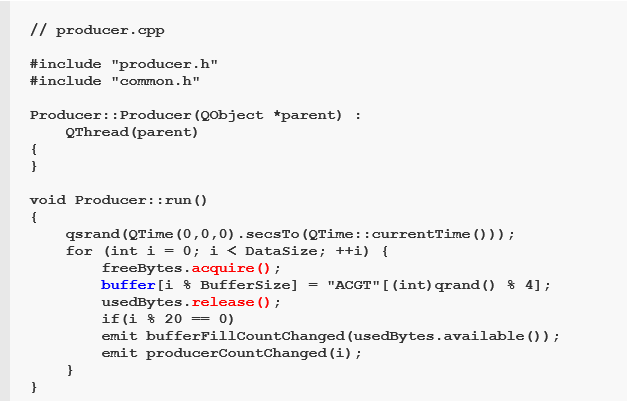 // producer.cpp
#include "producer.h"
#include "common.h"
Producer::Producer(QObject *parent) :
QThread(parent)
{
}
void Producer::run()
{
qsrand(QTime(0,0,0).secsTo(QTime::currentTime()));
for (int i = 0; i < DataSize; ++i) {
freeBytes.acquire();
buffer[i % BufferSize] = "ACGT"[(int)qrand() % 4];
usedBytes.release();
if(i % 20 == 0)
emit bufferFillCountChanged(usedBytes.available());
emit producerCountChanged(i);
}
}